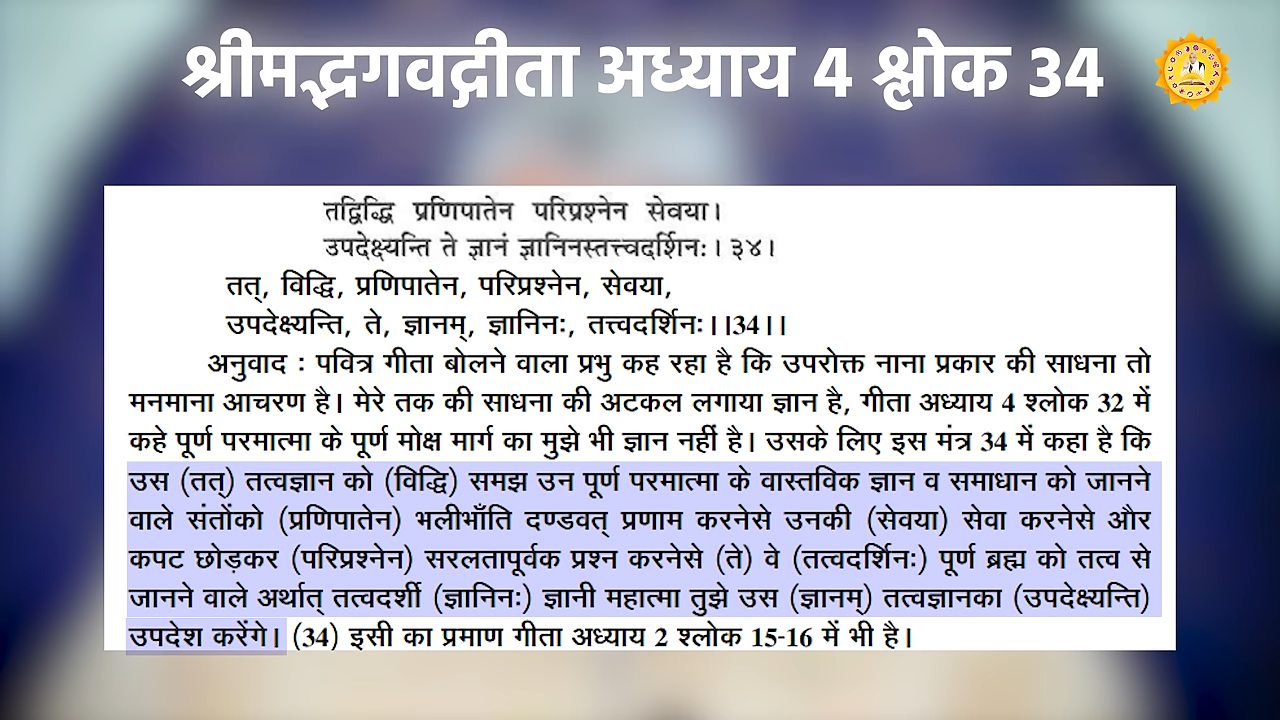 श्रीमद्भगवद्गीता अध्याय 4 श्लोक 34
तद्विद्धि प्रणिपातेन परिप्रश्नेन सेवया।
उपदेक्ष्यन्ति ते ज्ञानं ज्ञानिनस्तत्त्वदर्शिनः। ३४।
तत्, विद्धि, प्रणिपातेन, परिप्रश्नेन, सेवया,
उपदेक्ष्यन्ति, ते, ज्ञानम्, ज्ञानिनः, तत्त्वदर्शिनः।।34।।
अनुवाद : पवित्र गीता बोलने वाला प्रभु कह रहा है कि उपरोक्त नाना प्रकार की साधना तो
मनमाना आचरण है। मेरे तक की साधना की अटकल लगाया ज्ञान है, गीता अध्याय 4 श्लोक 32 में
कहे पूर्ण परमात्मा के पूर्ण मोक्ष मार्ग का मुझे भी ज्ञान नहीं है। उसके लिए इस मंत्र 34 में कहा है कि
उस (तत्) तत्वज्ञान को (विद्धि) समझ उन पूर्ण परमात्मा के वास्तविक ज्ञान व समाधान को जानने
वाले संतोंको (प्रणिपातेन) भलीभाँति दण्डवत् प्रणाम करनेसे उनकी (सेवया) सेवा करनेसे और
कपट छोड़कर (परिप्रश्नेन) सरलतापूर्वक प्रश्न करनेसे (ते) वे (तत्वदर्शिनः) पूर्ण ब्रह्म को तत्व से
जानने वाले अर्थात् तत्वदर्शी (ज्ञानिनः) ज्ञानी महात्मा तुझे उस (ज्ञानम्) तत्वज्ञानका (उपदेक्ष्यन्ति)
उपदेश करेंगे। (34) इसी का प्रमाण गीता अध्याय 2 श्लोक 15-16 में भी है।